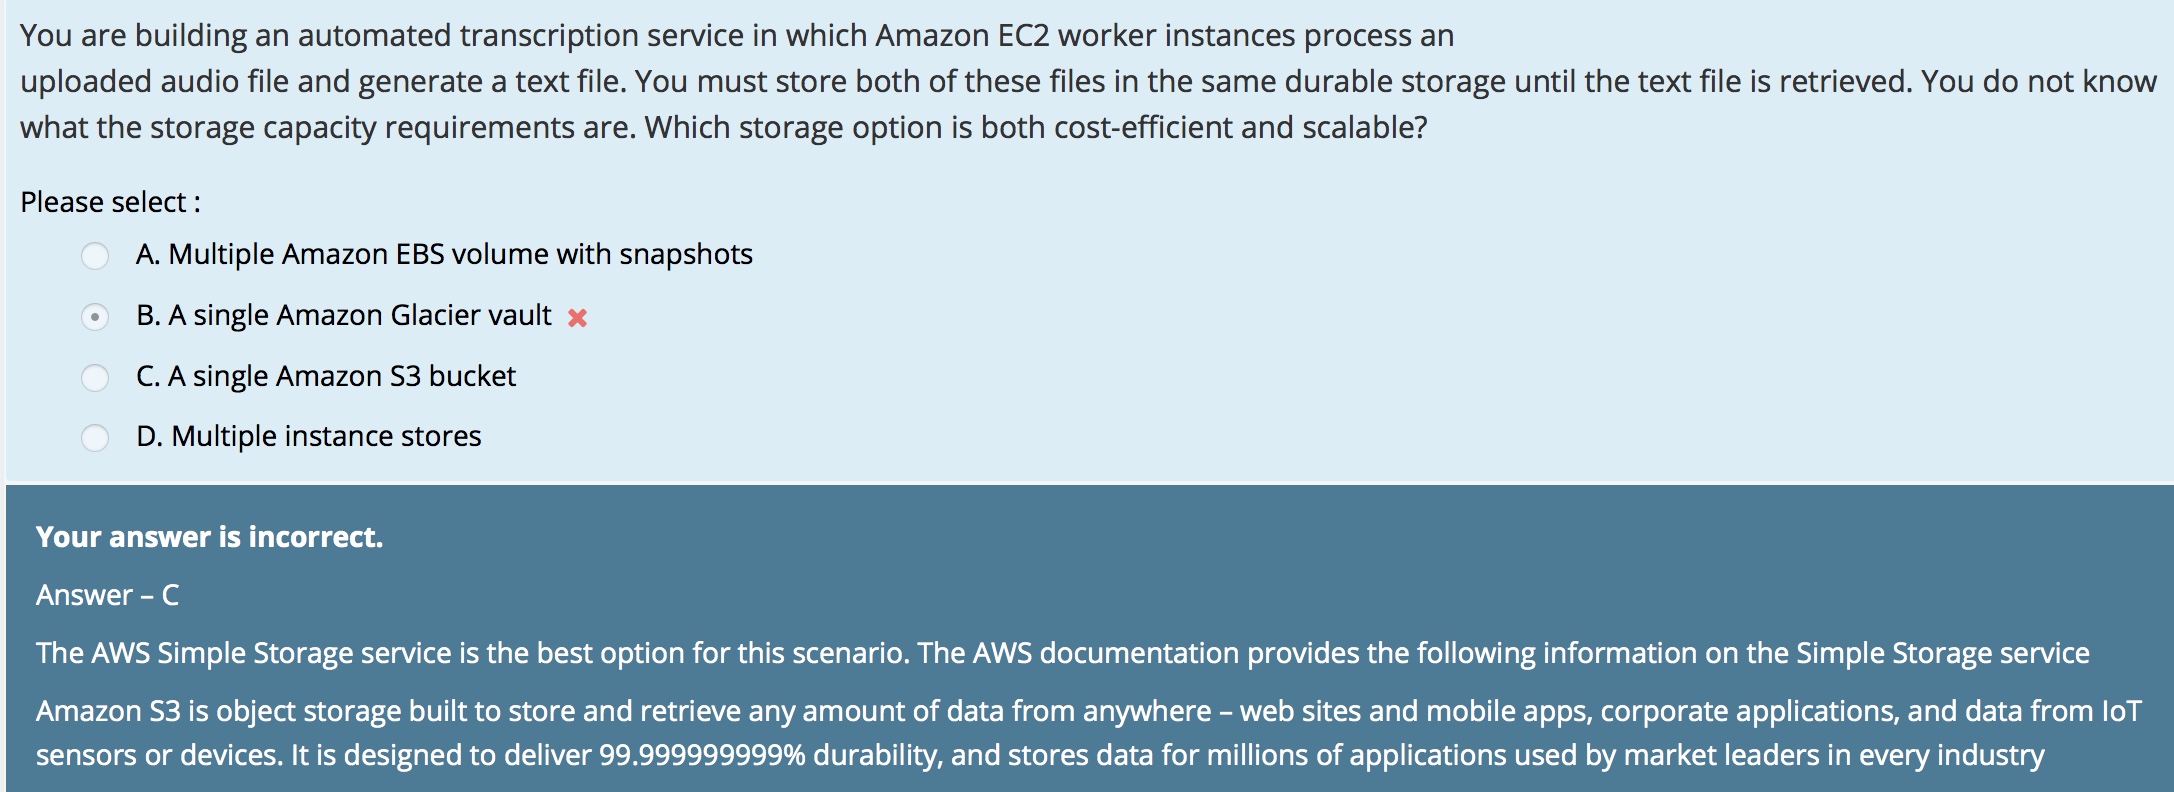 You are building an automated transcription service in which Amazon EC2 worker instances process an
uploaded audio file and generate a text file. You must store both of these files in the same durable storage until the text file is retrieved. You do not know
what the storage capacity requirements are. Which storage option is both cost-efficient and scalable?
Please select :
A. Multiple Amazon EBS volume with snapshots
B. A single Amazon Glacier vault
C. A single Amazon S3 bucket
D. Multiple instance stores
Your answer is incorrect.
Answer – C
The AWS Simple Storage service is the best option for this scenario. The AWS documentation provides the following information on the Simple Storage service
Amazon S3 is object storage built to store and retrieve any amount of data from anywhere – web sites and mobile apps, corporate applications, and data from IoT
sensors or devices. It is designed to deliver 99.999999999% durability, and stores data for millions of applications used by market leaders in every industry